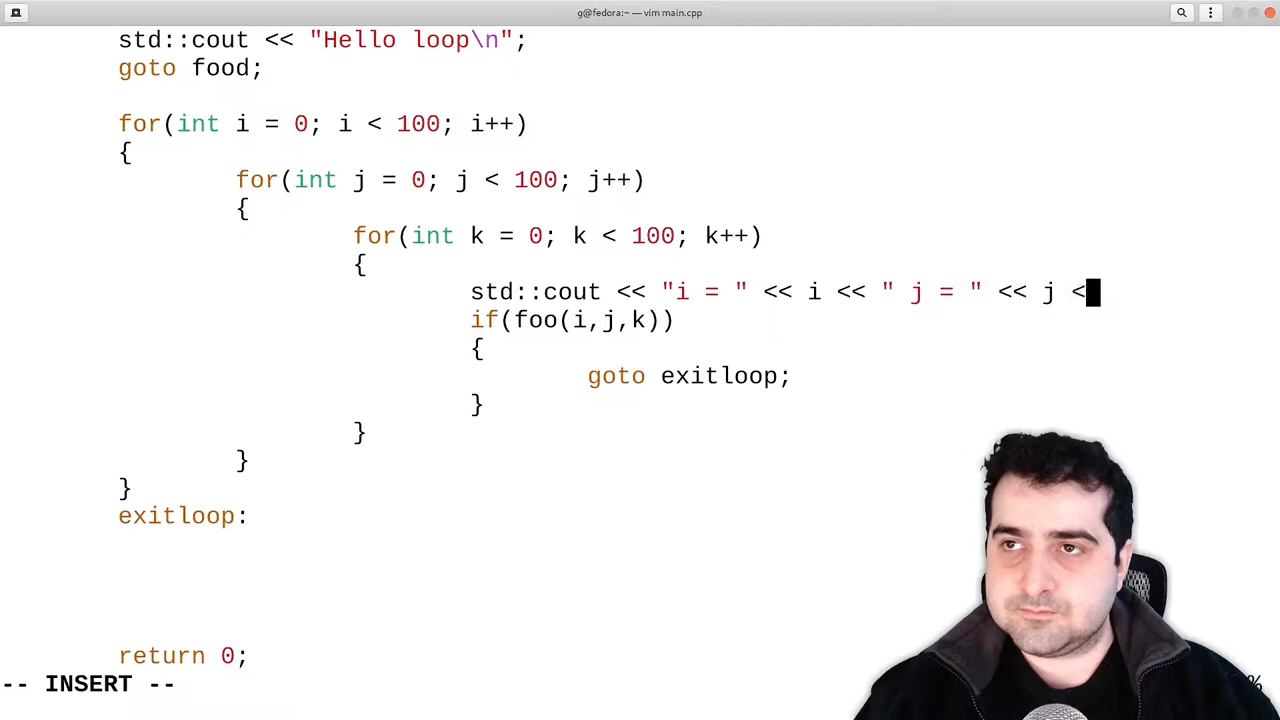 g@fedora:~ — vim main.cpp
std::cout << "Hello loop\n";
goto food;
for(int i = 0; i < 100; i++)
{
for(int j = 0; j < 100; j++)
{
for(int k = 0; k < 100; k++)
{
std::cout << "i = " << i << " j = " << j <
if(foo(i,j,k))
{
goto exitloop;
}
}
}
}
exitloop:
return 0;
-- INSERT --